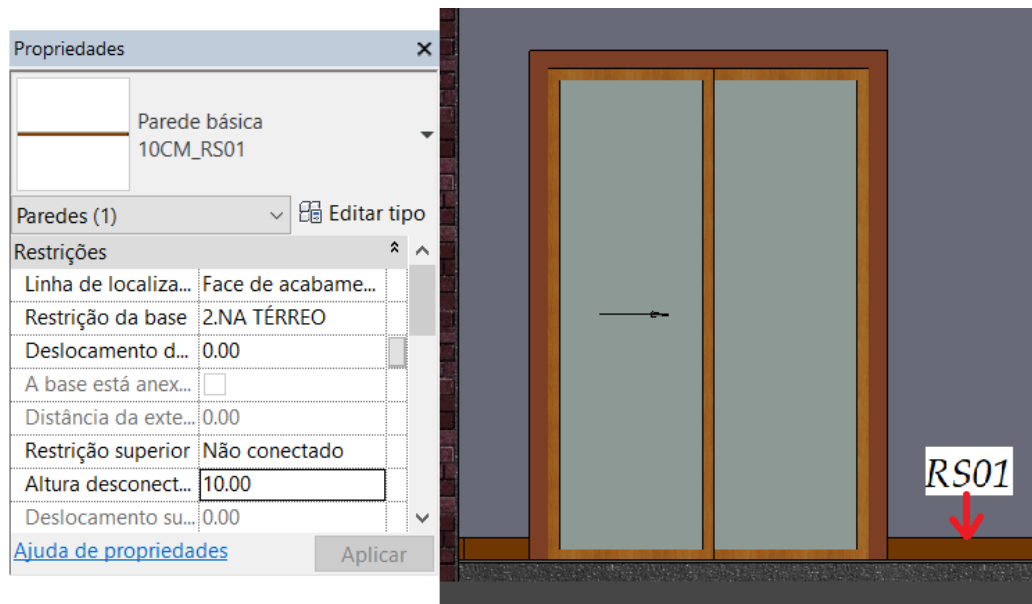 Propriedades
Parede básica
10CM_RS01
Paredes (1)
Editar tipo
Restrições
Linha de localiza... Face de acabame...
Restrição da base 2.NA TÉRREO
Deslocamento d... 0.00
A base está anex...
Distância da exte... 0.00
Restrição superior Não conectado
Altura desconect... 10.00
Deslocamento su... 0.00
Ajuda de propriedades
Aplicar
RS01